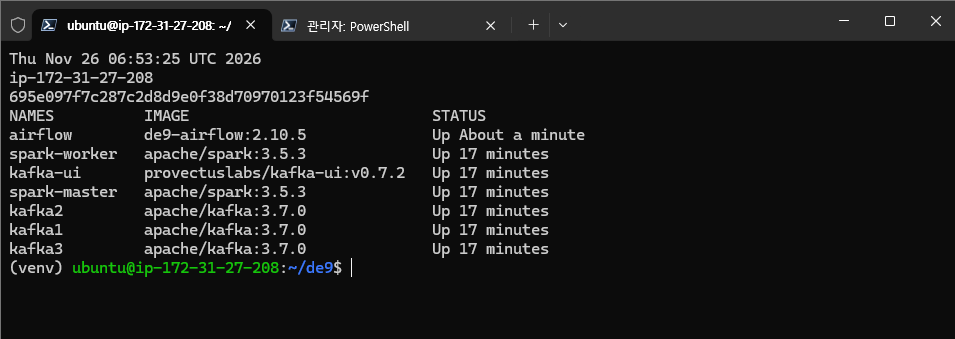 ubuntu@ip-172-31-27-208: ~/ 관리자: PowerShell
Thu Nov 26 06:53:25 UTC 2026
ip-172-31-27-208
695e097f7c287c2d8d9e0f38d70970123f54569f
NAMES IMAGE STATUS
airflow de9-airflow:2.10.5 Up About a minute
spark-worker apache/spark:3.5.3 Up 17 minutes
kafka-ui provectuslabs/kafka-ui:v0.7.2 Up 17 minutes
spark-master apache/spark:3.5.3 Up 17 minutes
kafka2 apache/kafka:3.7.0 Up 17 minutes
kafka1 apache/kafka:3.7.0 Up 17 minutes
kafka3 apache/kafka:3.7.0 Up 17 minutes
(venv) ubuntu@ip-172-31-27-208:~/de9$